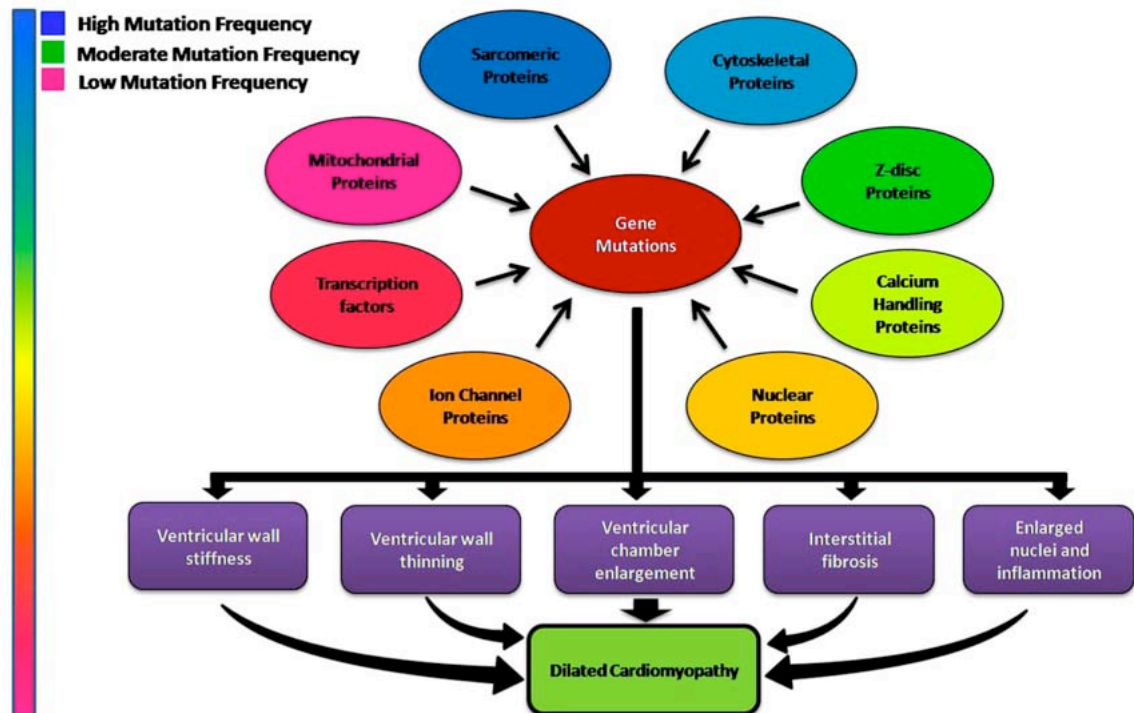 High Mutation Frequency
Moderate Mutation Frequency
Low Mutation Frequency
Sarcomeric
Proteins
Cytoskeletal
Proteins
Mitochondrial
Proteins
Z-disc
Proteins
Gene
Mutations
Transcription
factors
Calcium
Handling
Proteins
Ion Channel
Proteins
Nuclear
Proteins
Ventricular wall
stiffness
Ventricular wall
thinning
Ventricular
chamber
enlargement
Interstitial
fibrosis
Enlarged
nuclei and
inflammation
Dilated Cardiomyopathy